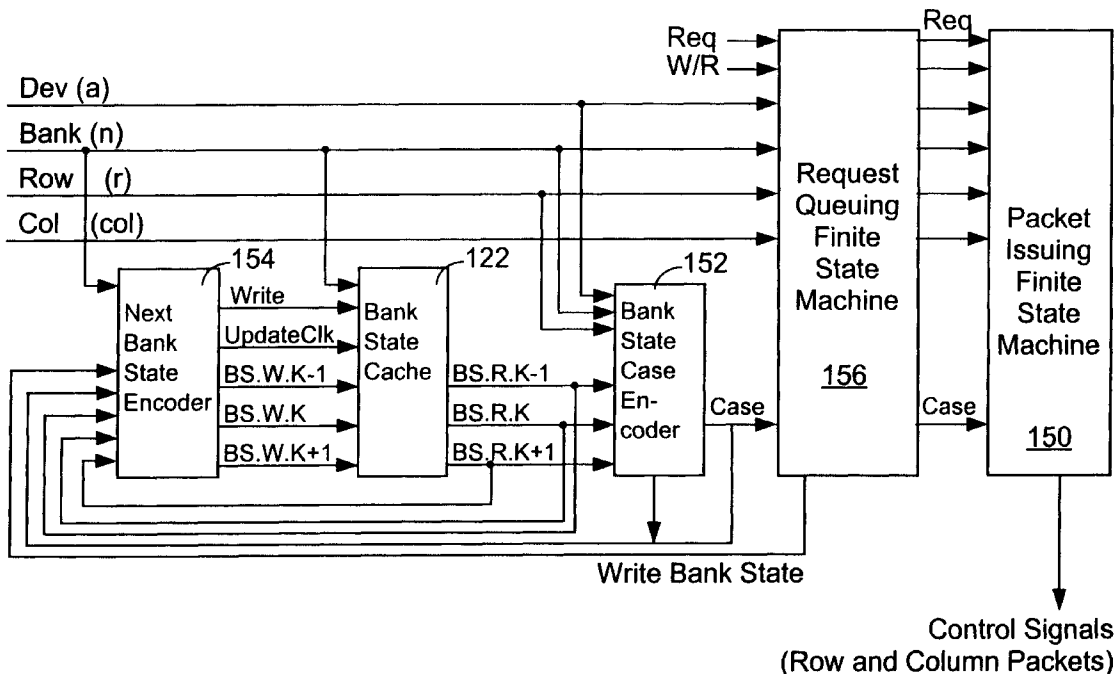 Req
W/R
Req
Dev (a)
Bank (n)
Row (r)
Col (col)
154
122
152
Next
Bank
State
Encoder
Write
UpdateClk
BS.W.K-1
BS.W.K
BS.W.K+1
Bank
State
Cache
BS.R.K-1
BS.R.K
BS.R.K+1
Bank
State
Case
En-
coder
Case
Request
Queuing
Finite
State
Machine
156
Case
Packet
Issuing
Finite
State
Machine
150
Write Bank State
Control Signals
(Row and Column Packets)